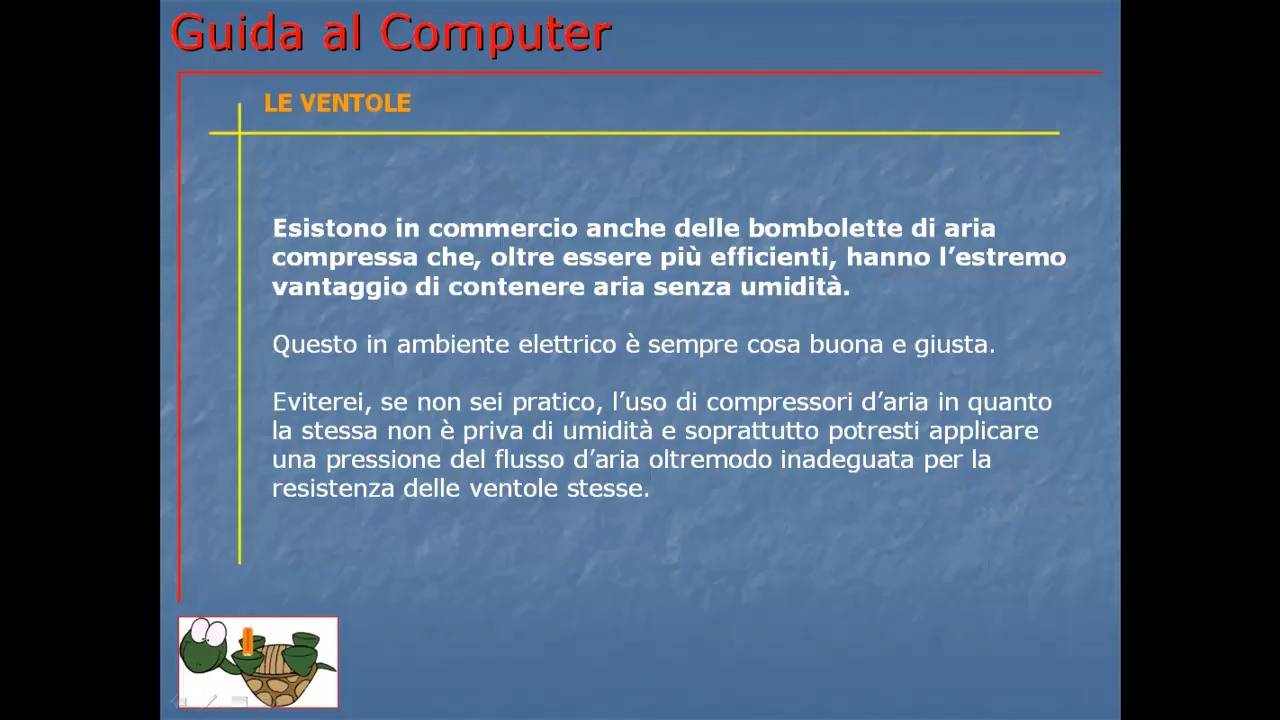 Guida al Computer
LE VENTOLE
Esistono in commercio anche delle bombolette di aria
compressa che, oltre essere più efficienti, hanno l’estremo
vantaggio di contenere aria senza umidità.
Questo in ambiente elettrico è sempre cosa buona e giusta.
Eviterei, se non sei pratico, l’uso di compressori d’aria in quanto
la stessa non è priva di umidità e soprattutto potresti applicare
una pressione del flusso d’aria oltremodo inadeguata per la
resistenza delle ventole stesse.